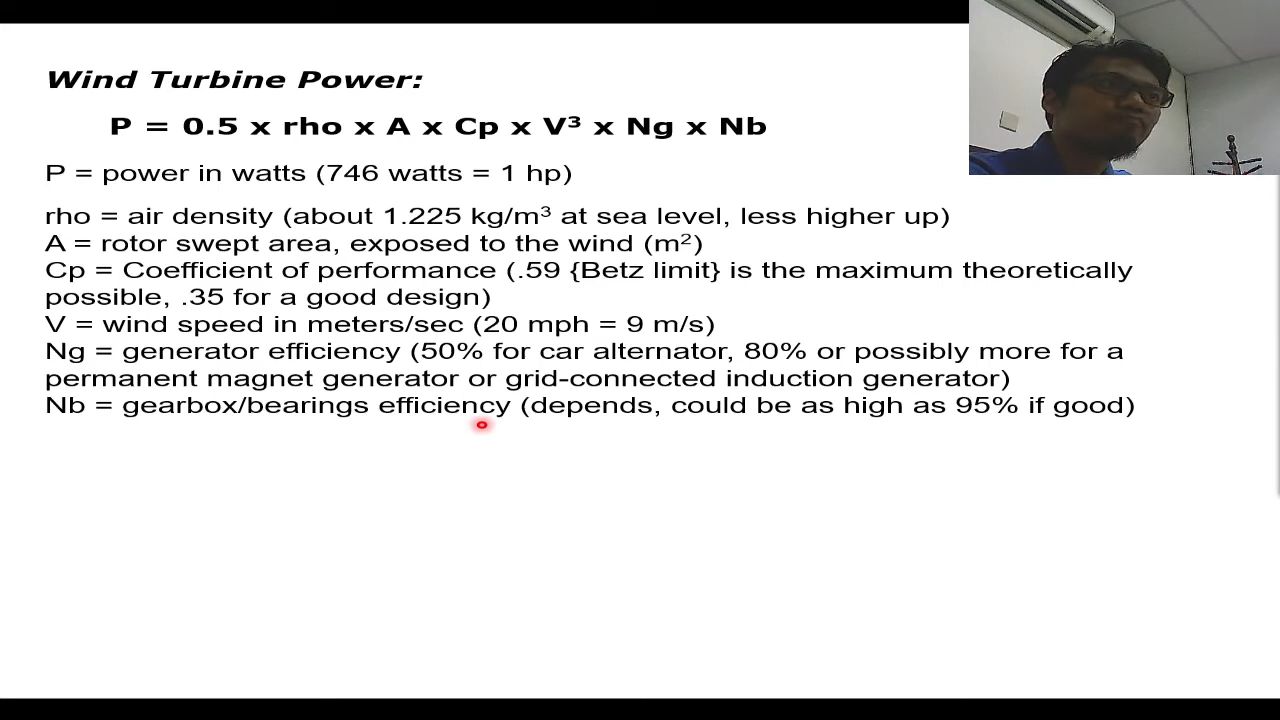 Wind Turbine Power:
P = 0.5 x rho x A x Cp x V³ x Ng x Nb
P = power in watts (746 watts = 1 hp)
rho = air density (about 1.225 kg/m³ at sea level, less higher up)
A = rotor swept area, exposed to the wind (m²)
Cp = Coefficient of performance (.59 {Betz limit} is the maximum theoretically
possible, .35 for a good design)
V = wind speed in meters/sec (20 mph = 9 m/s)
Ng = generator efficiency (50% for car alternator, 80% or possibly more for a
permanent magnet generator or grid-connected induction generator)
Nb = gearbox/bearings efficiency (depends, could be as high as 95% if good)